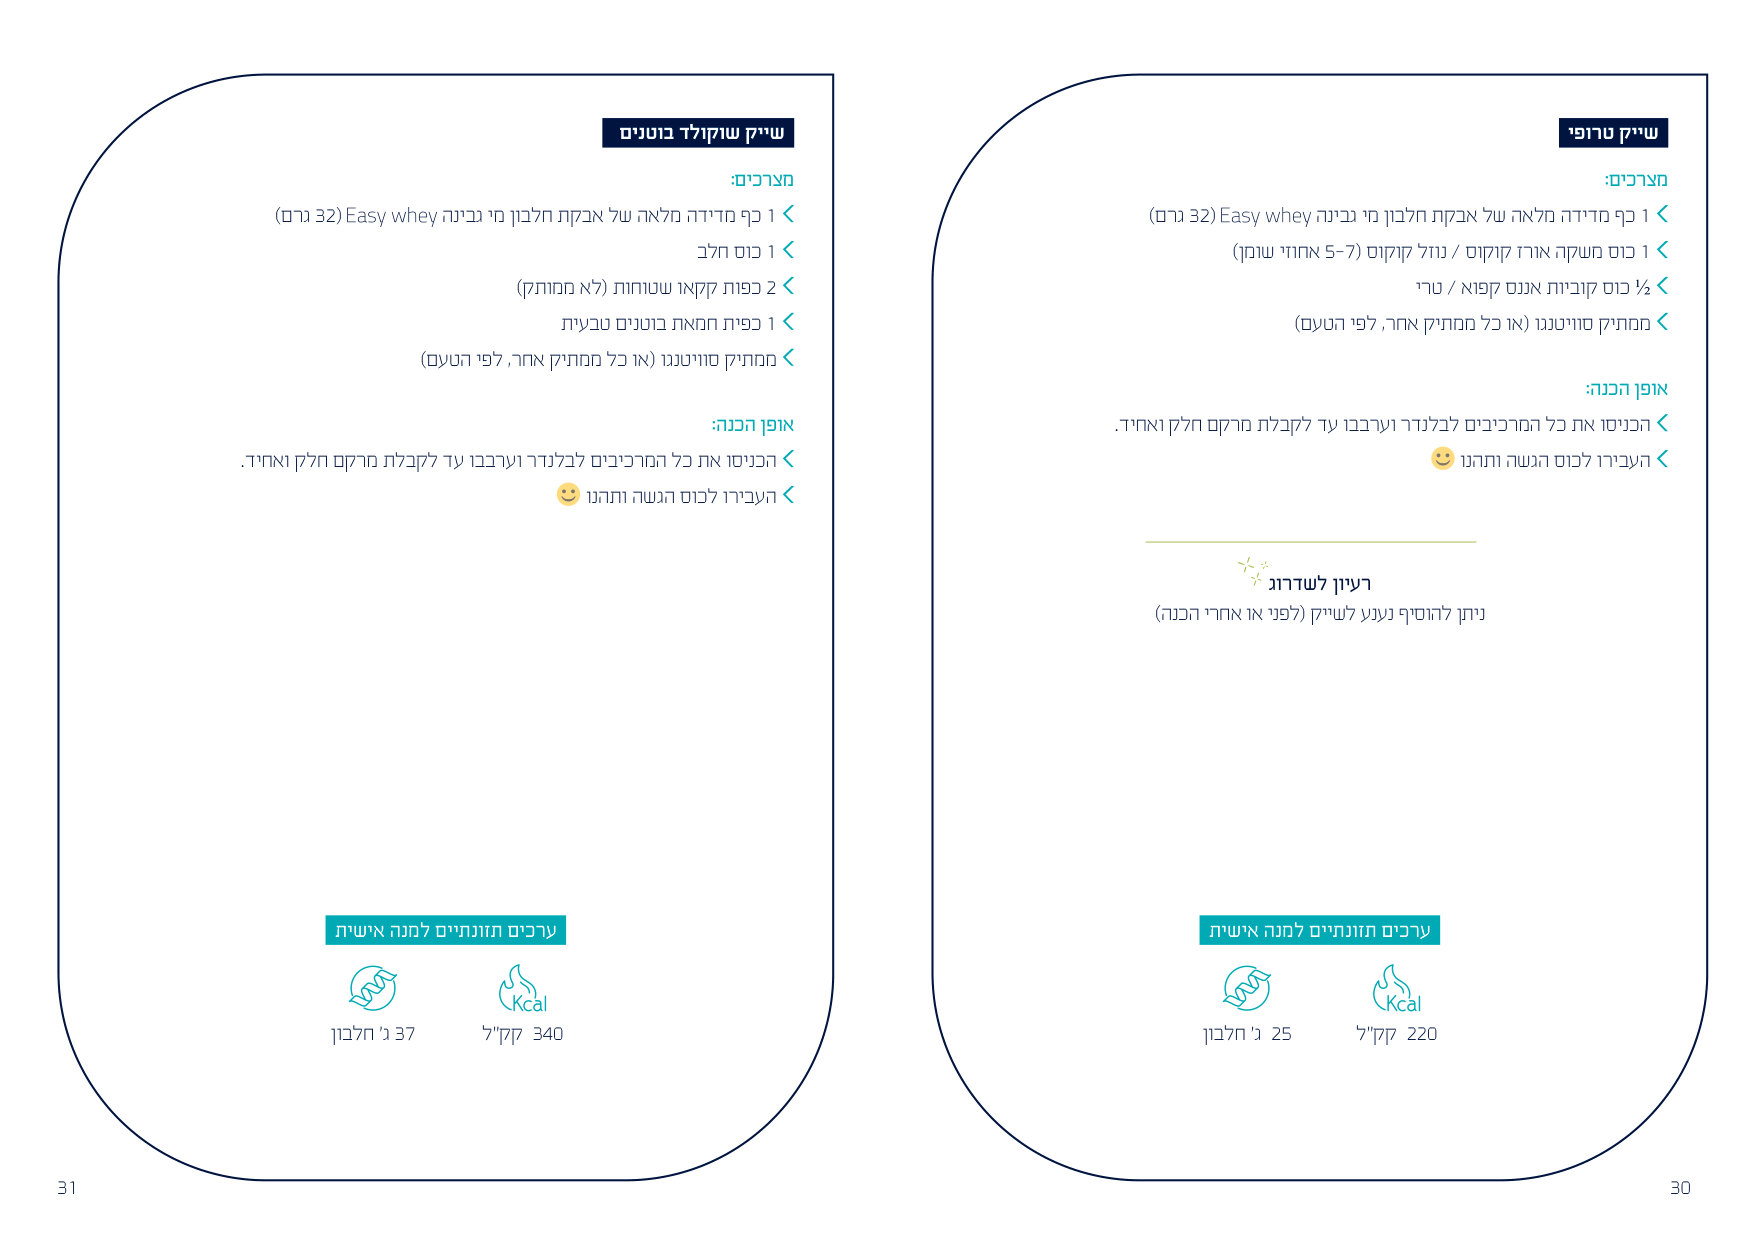 שייק טרופי
מצרכים:
1 כף מדידה מלאה של אבקת חלבון מי גבינה Easy whey (32 גרם)
1 כוס משקה אורז קוקוס / נוזל קוקוס (5-7 אחוזי שומן)
½ כוס קוביות אננס קפוא / טרי
ממתיק סוויטנגו (או כל ממתיק אחר, לפי הטעם)
אופן הכנה:
הכניסו את כל המרכיבים לבלנדר וערבבו עד לקבלת מרקם חלק ואחיד.
העבירו לכוס הגשה ותהנו 🙂
רעיון לשדרוג
ניתן להוסיף נענע לשייק (לפני או אחרי הכנה)
ערכים תזונתיים למנה אישית
Kcal
220 קק"ל
25 ג' חלבון
30
שייק שוקולד בוטנים
מצרכים:
1 כף מדידה מלאה של אבקת חלבון מי גבינה Easy whey (32 גרם)
1 כוס חלב
2 כפות קקאו שטוחות (לא ממותק)
1 כפית חמאת בוטנים טבעית
ממתיק סוויטנגו (או כל ממתיק אחר, לפי הטעם)
אופן הכנה:
הכניסו את כל המרכיבים לבלנדר וערבבו עד לקבלת מרקם חלק ואחיד.
העבירו לכוס הגשה ותהנו 🙂
ערכים תזונתיים למנה אישית
Kcal
340 קק"ל
37 ג' חלבון
31